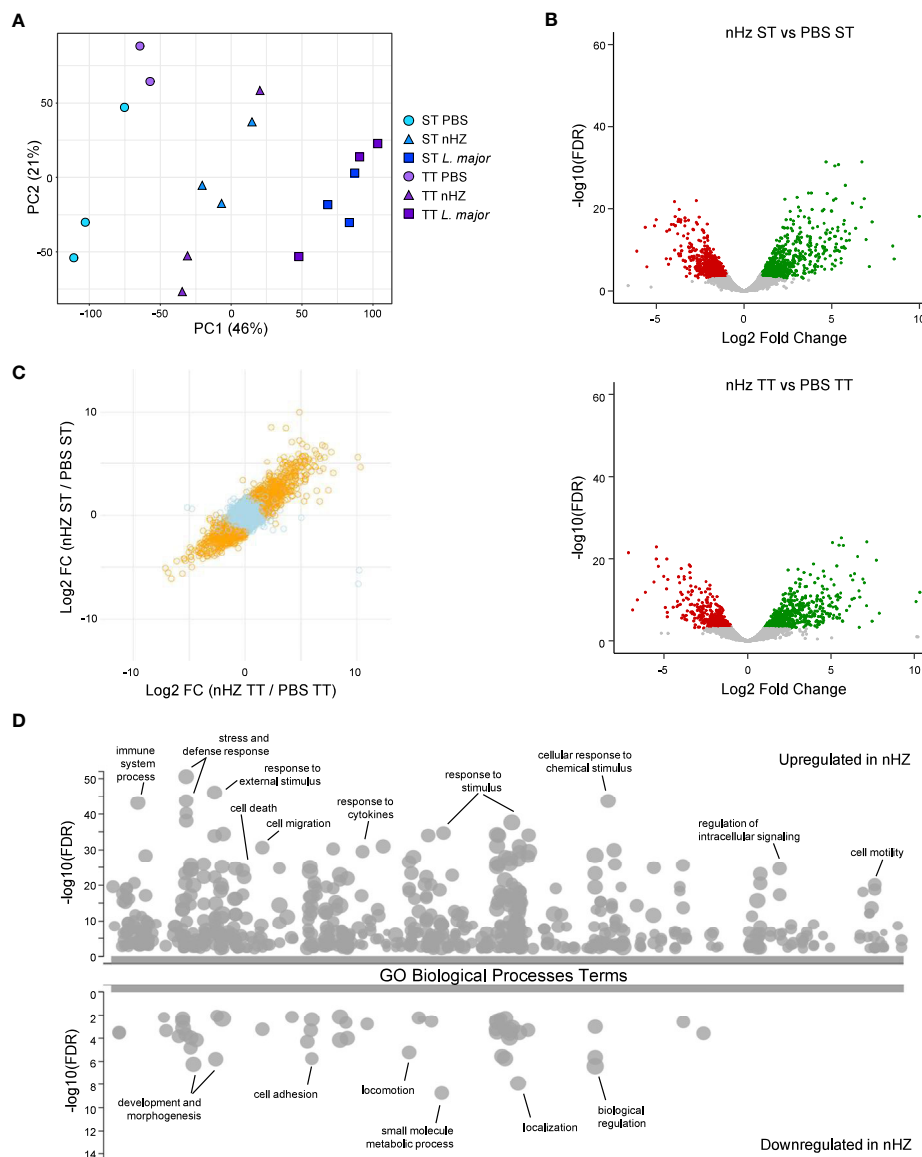 A
50
0
-50
-100
-50
0
50
100
PC2 (21%)
PC1 (46%)
ST PBS
ST nHZ
ST L. major
TT PBS
TT nHZ
TT L. major
B
nHz ST vs PBS ST
60
40
20
0
-log10(FDR)
-5
0
5
10
Log2 Fold Change
nHz TT vs PBS TT
60
40
20
0
-log10(FDR)
-5
0
5
10
Log2 Fold Change
C
10
0
-10
Log2 FC (nHZ ST / PBS ST)
-10
0
10
Log2 FC (nHZ TT / PBS TT)
D
Upregulated in nHZ
immune
system
process
stress and
defense response
response to
external stimulus
cell death
cell migration
response to
cytokines
response to
stimulus
cellular response to
chemical stimulus
regulation of
intracellular signaling
cell motility
50
40
30
20
10
0
-log10(FDR)
GO Biological Processes Terms
0
2
4
6
8
10
12
14
-log10(FDR)
development and
morphogenesis
cell adhesion
locomotion
small molecule
metabolic process
localization
biological
regulation
Downregulated in nHZ